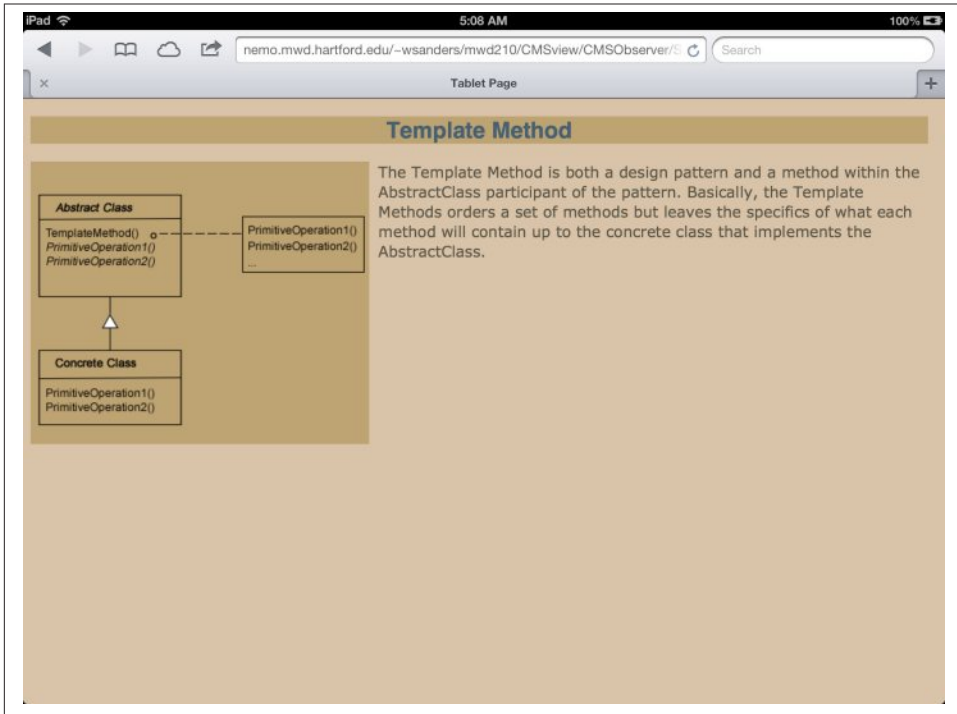 iPad 5:08 AM 100%
nemo.mwd.hartford.edu/~wsanders/mwd210/CMSview/CMSObserver/S Search
Tablet Page
Template Method
Abstract Class
TemplateMethod()
PrimitiveOperation1()
PrimitiveOperation2()
PrimitiveOperation1()
PrimitiveOperation2()
...
Concrete Class
PrimitiveOperation1()
PrimitiveOperation2()
The Template Method is both a design pattern and a method within the
AbstractClass participant of the pattern. Basically, the Template
Methods orders a set of methods but leaves the specifics of what each
method will contain up to the concrete class that implements the
AbstractClass.